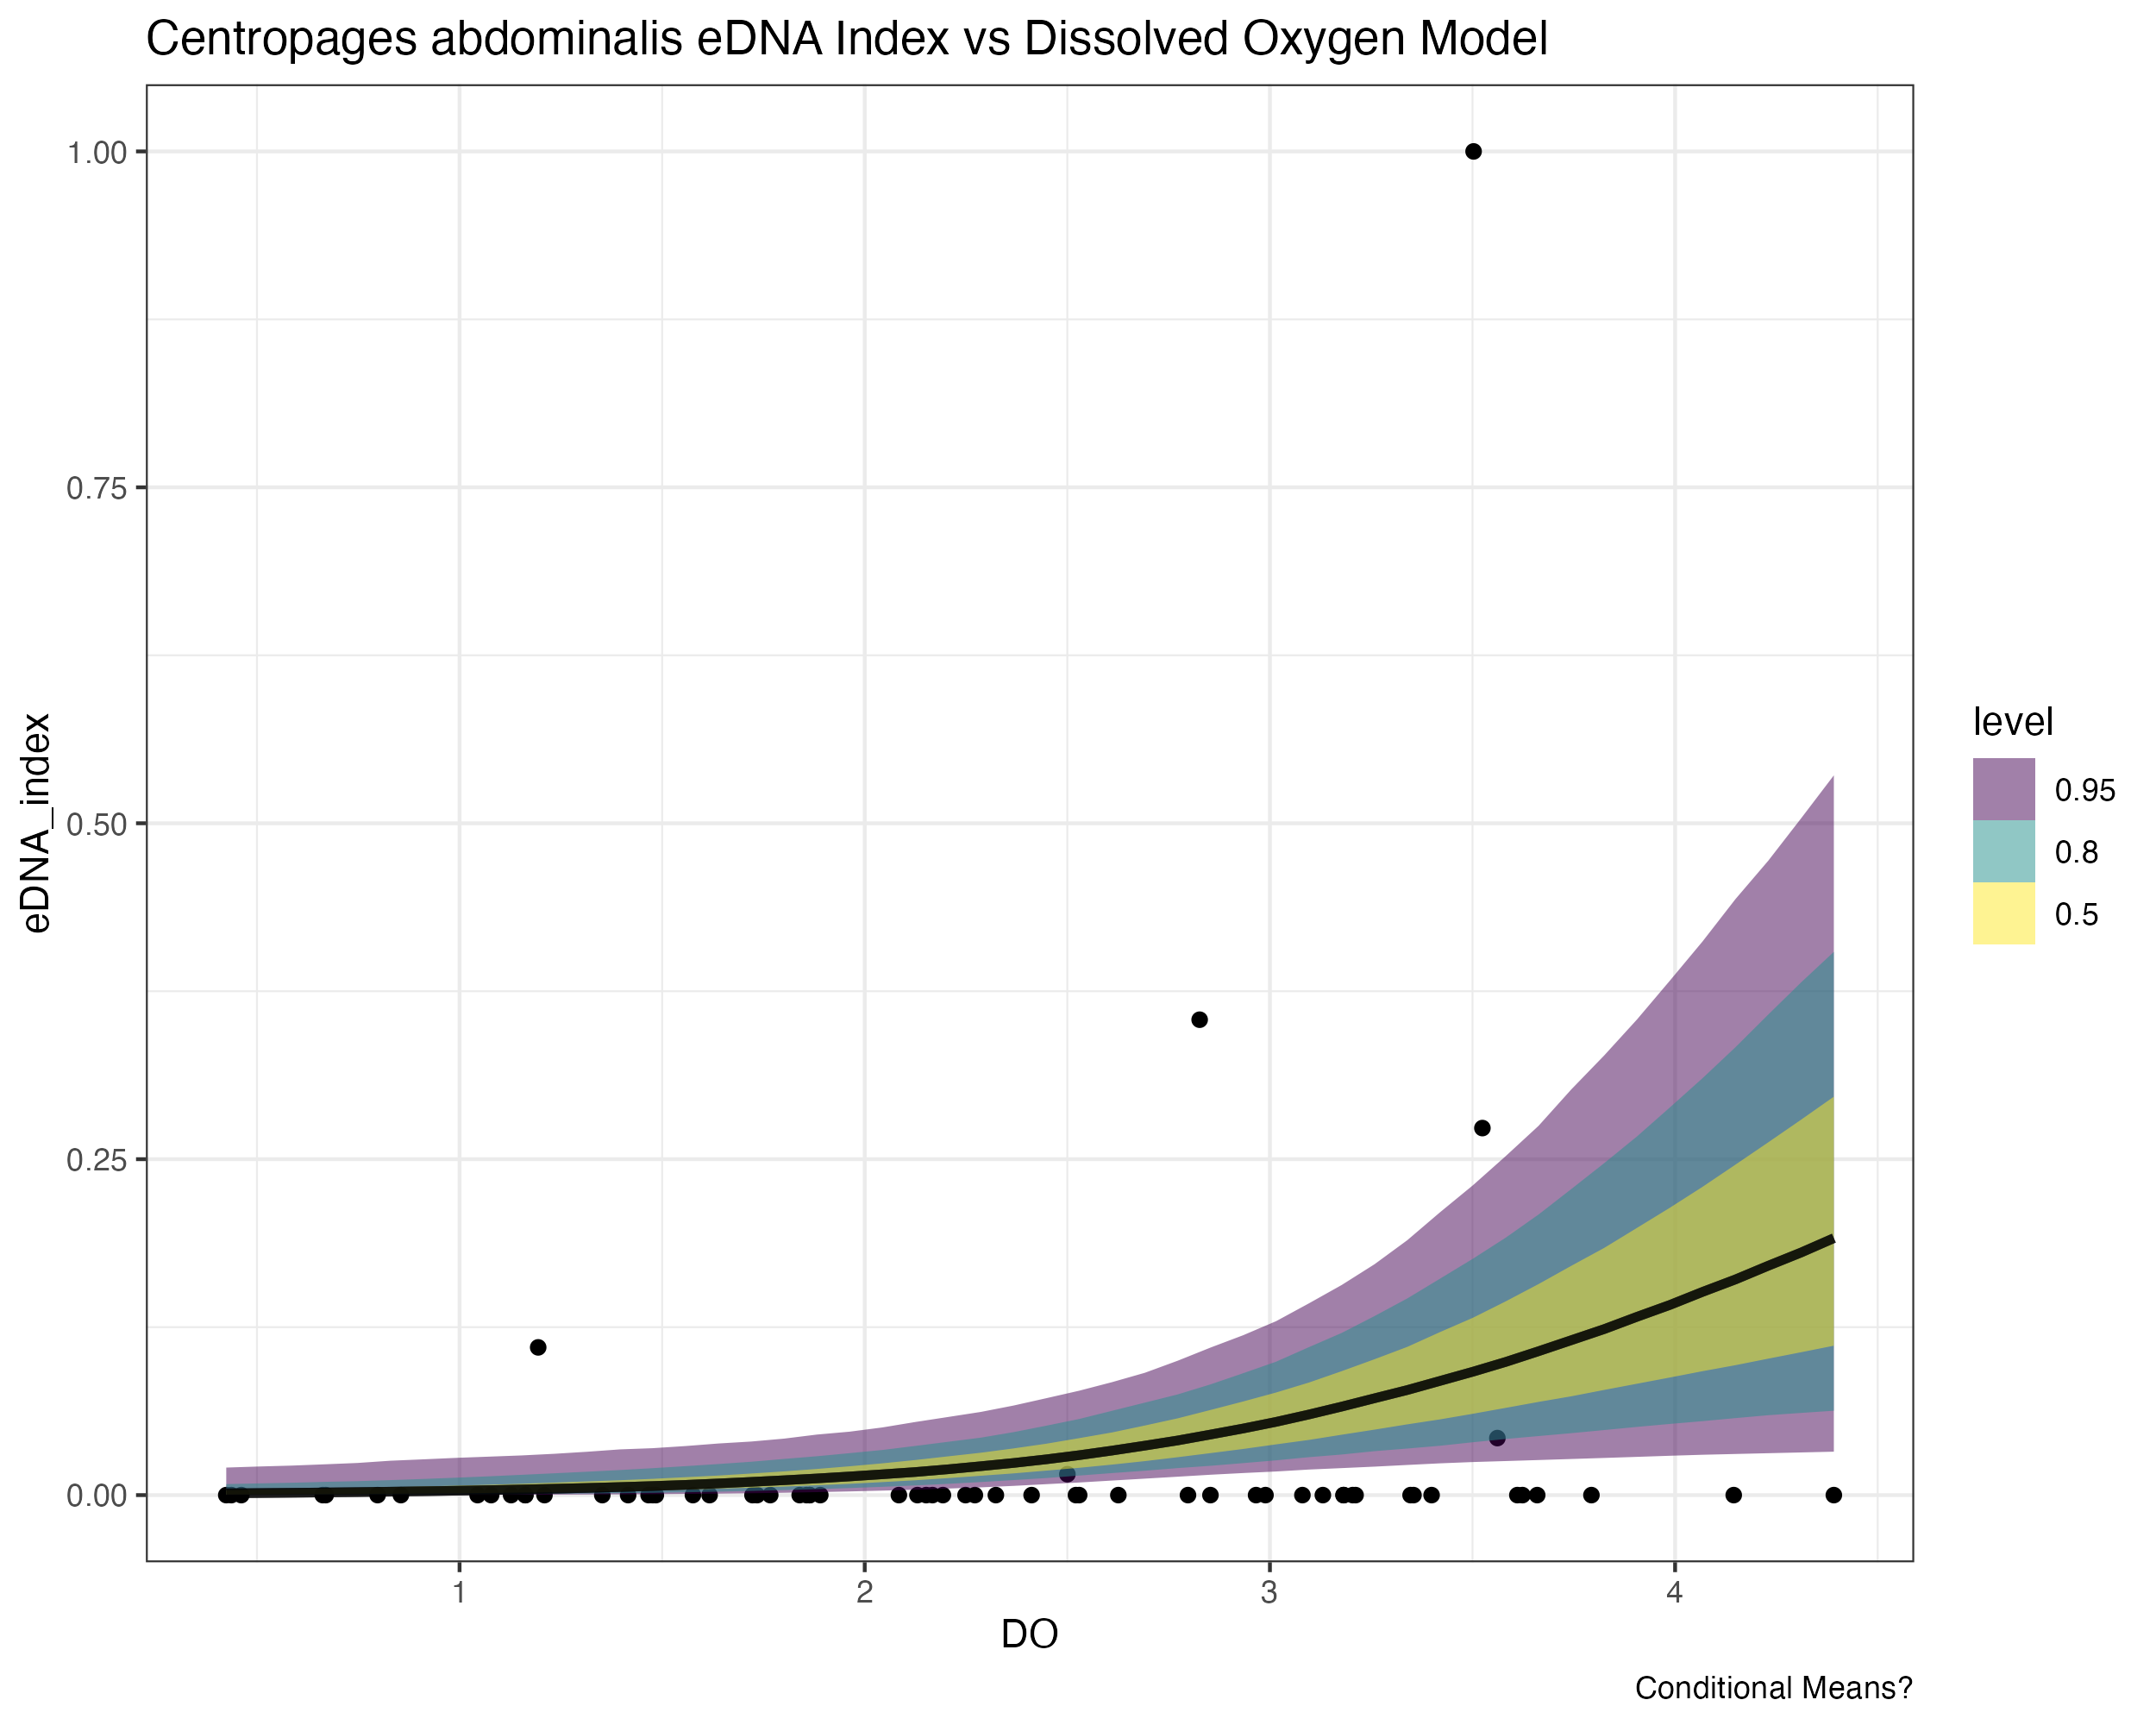 Centropages abdominalis eDNA Index vs Dissolved Oxygen Model
1.00
0.75
0.50
0.25
0.00
eDNA_index
1 2 3 4
DO
level
0.95
0.8
0.5
Conditional Means?